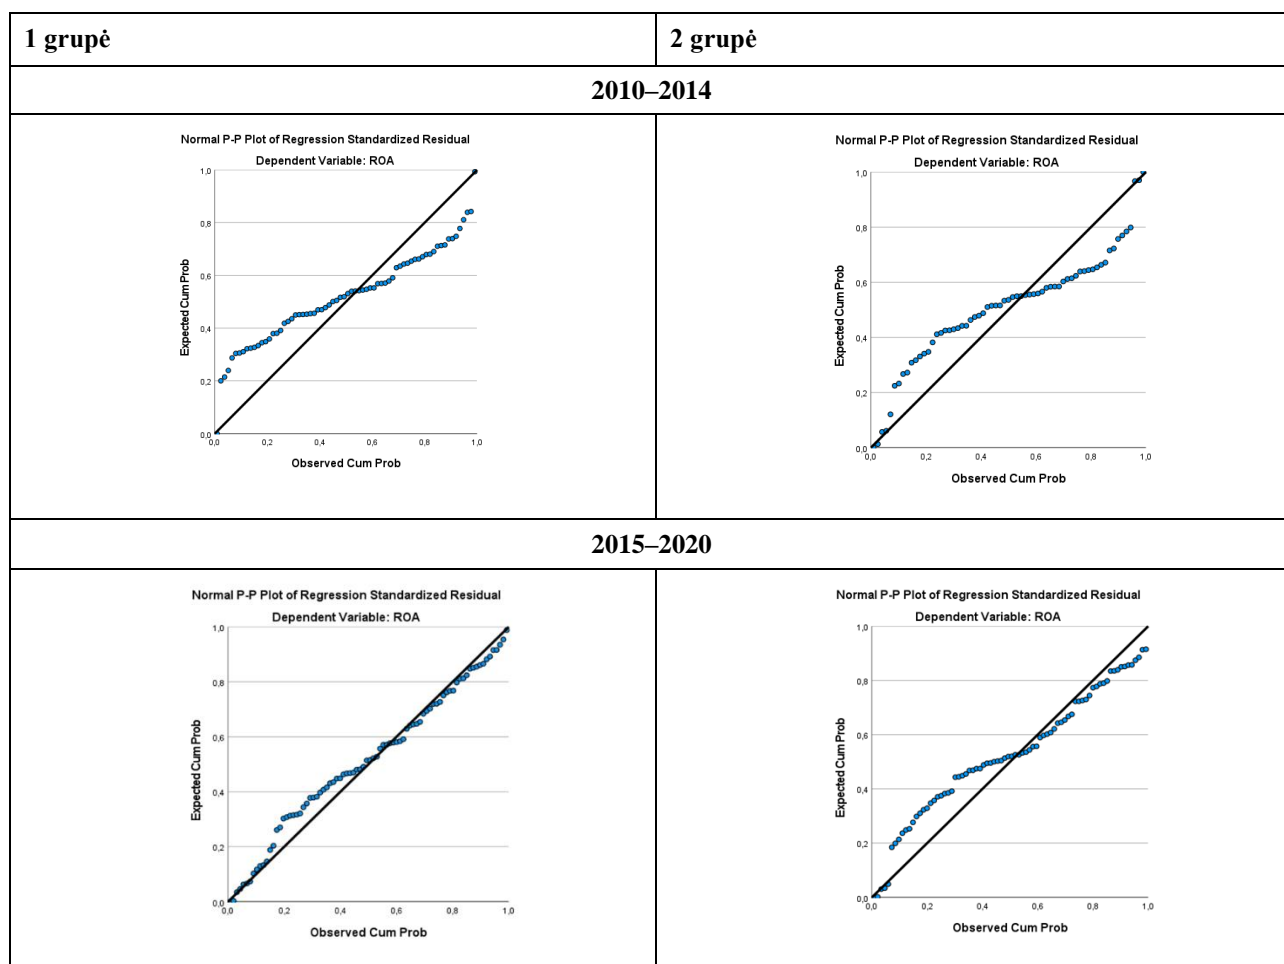 1 grupė
2 grupė
2010–2014
Normal P-P Plot of Regression Standardized Residual
Dependent Variable: ROA
1,0
0,8
0,6
0,4
0,2
0,0
Expected Cum Prob
0,0 0,2 0,4 0,6 0,8 1,0
Observed Cum Prob
Normal P-P Plot of Regression Standardized Residual
Dependent Variable: ROA
1,0
0,8
0,6
0,4
0,2
0,0
Expected Cum Prob
0,0 0,2 0,4 0,6 0,8 1,0
Observed Cum Prob
2015–2020
Normal P-P Plot of Regression Standardized Residual
Dependent Variable: ROA
1,0
0,8
0,6
0,4
0,2
0,0
Expected Cum Prob
0,0 0,2 0,4 0,6 0,8 1,0
Observed Cum Prob
Normal P-P Plot of Regression Standardized Residual
Dependent Variable: ROA
1,0
0,8
0,6
0,4
0,2
0,0
Expected Cum Prob
0,0 0,2 0,4 0,6 0,8 1,0
Observed Cum Prob